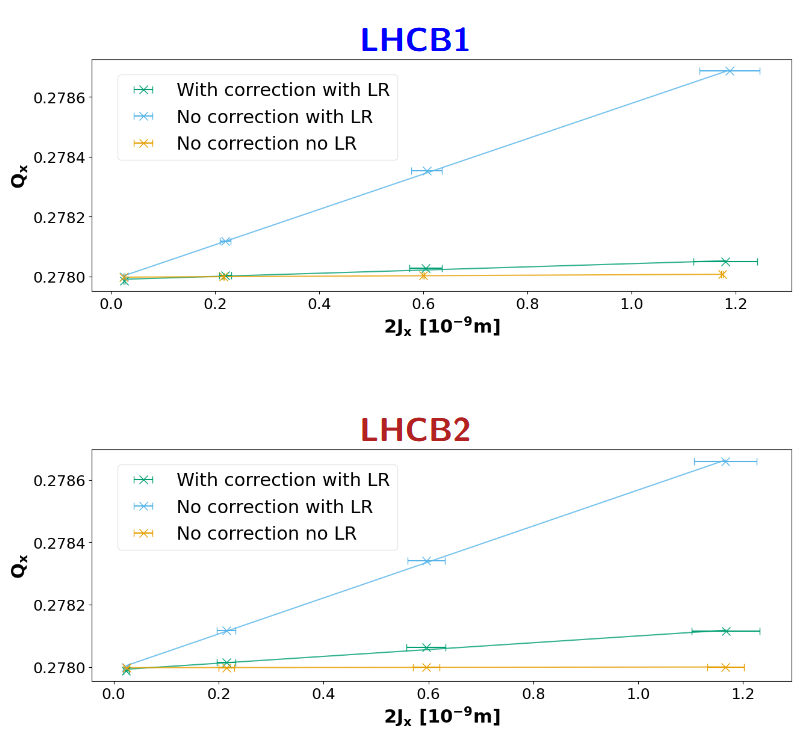 LHCB1
With correction with LR
No correction with LR
No correction no LR
0.2786
0.2784
0.2782
0.2780
Qₓ
0.0 0.2 0.4 0.6 0.8 1.0 1.2
2Jₓ [10⁻⁹m]
LHCB2
With correction with LR
No correction with LR
No correction no LR
0.2786
0.2784
0.2782
0.2780
Qₓ
0.0 0.2 0.4 0.6 0.8 1.0 1.2
2Jₓ [10⁻⁹m]